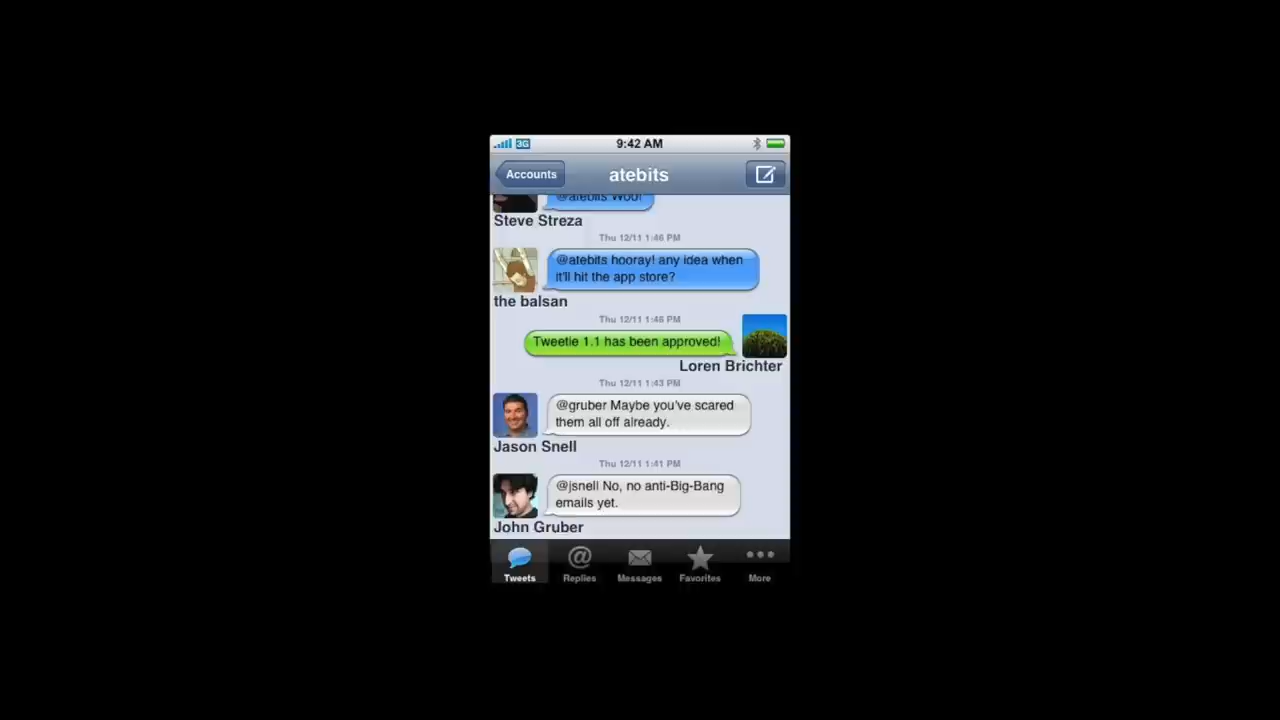 3G
9:42 AM
Accounts
atebits
@atebits Woo!
Steve Streza
Thu 12/11 1:46 PM
@atebits hooray! any idea when
it'll hit the app store?
the balsan
Thu 12/11 1:46 PM
Tweetie 1.1 has been approved!
Loren Brichter
Thu 12/11 1:43 PM
@gruber Maybe you've scared
them all off already.
Jason Snell
Thu 12/11 1:41 PM
@jsnell No, no anti-Big-Bang
emails yet.
John Gruber
Tweets
Replies
Messages
Favorites
More